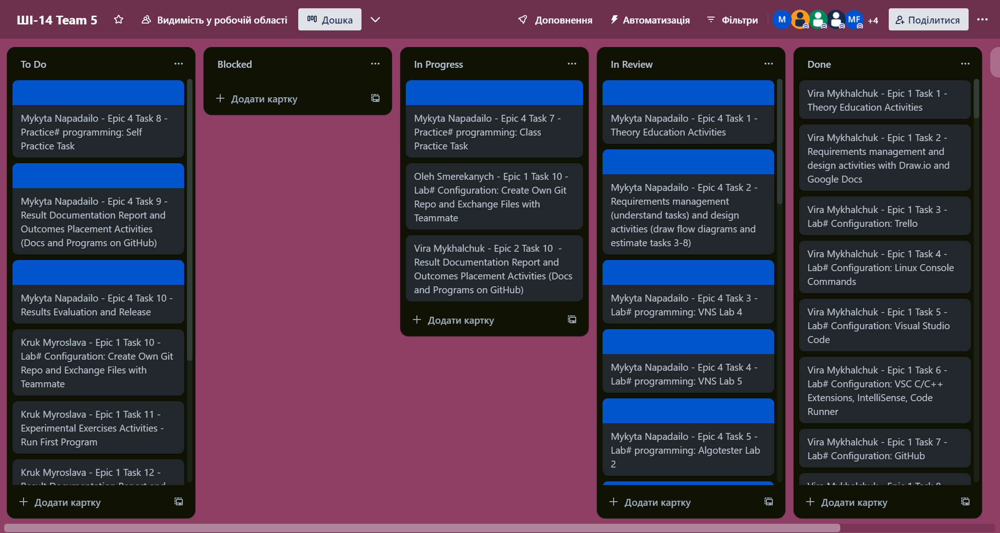 ШІ-14 Team 5
Видимість у робочій області
Дошка
Доповнення
Автоматизація
Фільтри
M
MF
+4
Поділитися
To Do
Mykyta Napadailo - Epic 4 Task 8 -
Practice# programming: Self
Practice Task
Mykyta Napadailo - Epic 4 Task 9 -
Result Documentation Report and
Outcomes Placement Activities
(Docs and Programs on GitHub)
Mykyta Napadailo - Epic 4 Task 10 -
Results Evaluation and Release
Kruk Myroslava - Epic 1 Task 10 -
Lab# Configuration: Create Own Git
Repo and Exchange Files with
Teammate
Kruk Myroslava - Epic 1 Task 11 -
Experimental Exercises Activities -
Run First Program
Kruk Myroslava - Epic 1 Task 12 -
Result Documentation Report and
Додати картку
Blocked
Додати картку
In Progress
Mykyta Napadailo - Epic 4 Task 7 -
Practice# programming: Class
Practice Task
Oleh Smerekanych - Epic 1 Task 10 -
Lab# Configuration: Create Own Git
Repo and Exchange Files with
Teammate
Vira Mykhalchuk - Epic 2 Task 10 -
Result Documentation Report and
Outcomes Placement Activities (Docs
and Programs on GitHub)
Додати картку
In Review
Mykyta Napadailo - Epic 4 Task 1 -
Theory Education Activities
Mykyta Napadailo - Epic 4 Task 2 -
Requirements management
(understand tasks) and design
activities (draw flow diagrams and
estimate tasks 3-8)
Mykyta Napadailo - Epic 4 Task 3 -
Lab# programming: VNS Lab 4
Mykyta Napadailo - Epic 4 Task 4 -
Lab# programming: VNS Lab 5
Mykyta Napadailo - Epic 4 Task 5 -
Lab# programming: Algotester Lab
2
Додати картку
Done
Vira Mykhalchuk - Epic 1 Task 1 -
Theory Education Activities
Vira Mykhalchuk - Epic 1 Task 2 -
Requirements management and
design activities with Draw.io and
Google Docs
Vira Mykhalchuk - Epic 1 Task 3 -
Lab# Configuration: Trello
Vira Mykhalchuk - Epic 1 Task 4 -
Lab# Configuration: Linux Console
Commands
Vira Mykhalchuk - Epic 1 Task 5 -
Lab# Configuration: Visual Studio
Code
Vira Mykhalchuk - Epic 1 Task 6 -
Lab# Configuration: VSC C/C++
Extensions, IntelliSense, Code
Runner
Vira Mykhalchuk - Epic 1 Task 7 -
Lab# Configuration: GitHub
Vira Mykhalchuk - Epic 1 Task 8 -
Додати картку